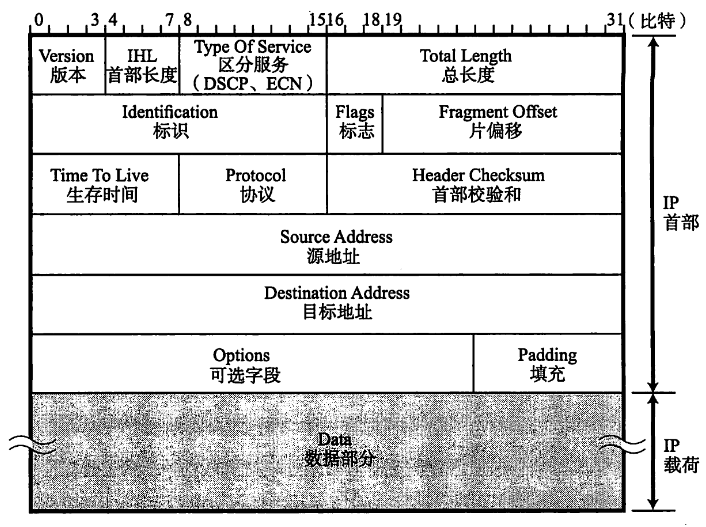 0 3 4 7 8 15 16 18 19 31(比特)
Version
版本
IHL
首部长度
Type Of Service
区分服务
(DSCP、ECN)
Total Length
总长度
Identification
标识
Flags
标志
Fragment Offset
片偏移
Time To Live
生存时间
Protocol
协议
Header Checksum
首部校验和
Source Address
源地址
Destination Address
目标地址
Options
可选字段
Padding
填充
IP
首部
Data
数据部分
IP
载荷